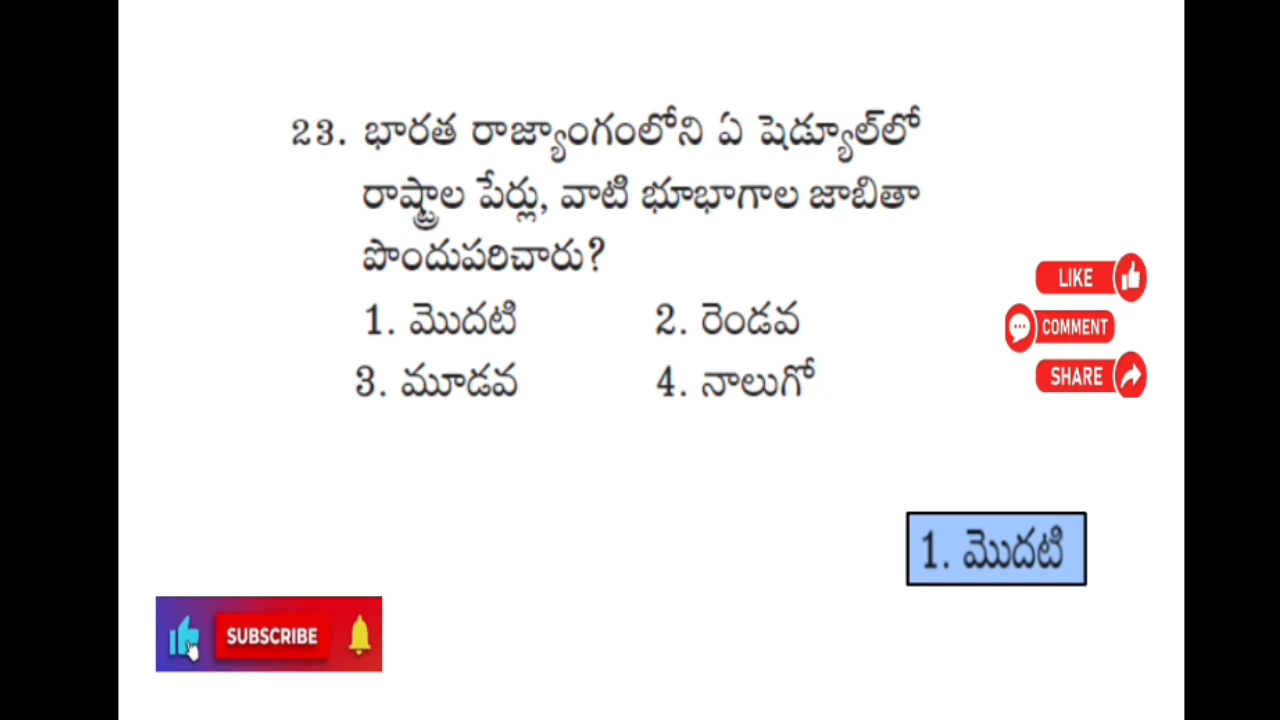 23. భారత రాజ్యాంగంలోని ఏ షెడ్యూల్‌లో
రాష్ట్రాల పేర్లు, వాటి భూభాగాల జాబితా
పొందుపరిచారు?
1. మొదటి 2. రెండవ
3. మూడవ 4. నాలుగో
LIKE
COMMENT
SHARE
1. మొదటి
SUBSCRIBE